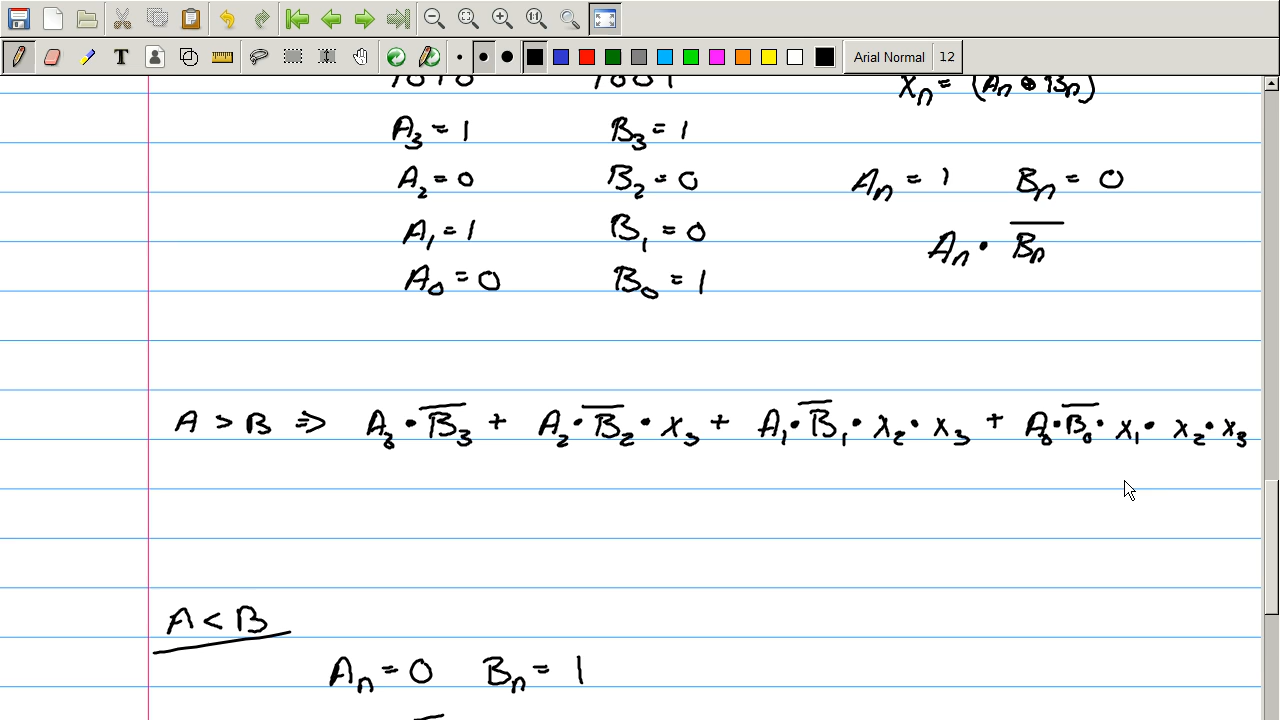 Arial Normal 12
1010 1001 Xₙ = (Aₙ ⊕ Bₙ)
A₃ = 1 B₃ = 1
A₂ = 0 B₂ = 0 Aₙ = 1 Bₙ = 0
A₁ = 1 B₁ = 0 Aₙ · B̅ₙ
A₀ = 0 B₀ = 1
A > B ⇒ A₃ · B̅₃ + A₂ · B̅₂ · x₃ + A₁ · B̅₁ · x₂ · x₃ + A₀ · B̅₀ · x₁ · x₂ · x₃
A < B
Aₙ = 0 Bₙ = 1